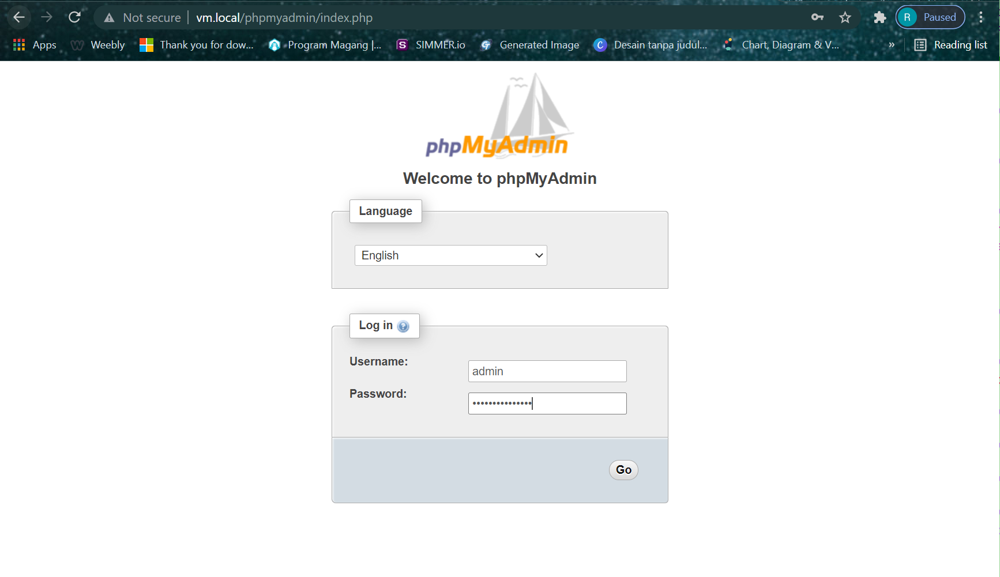 Not secure | vm.local/phpmyadmin/index.php
R Paused
Apps Weebly Thank you for dow... Program Magang |... S SIMMER.io Generated Image C Desain tanpa judul... Chart, Diagram & V... » Reading list
phpMyAdmin
Welcome to phpMyAdmin
Language
English
Log in
Username: admin
Password: •••••••••••••••
Go